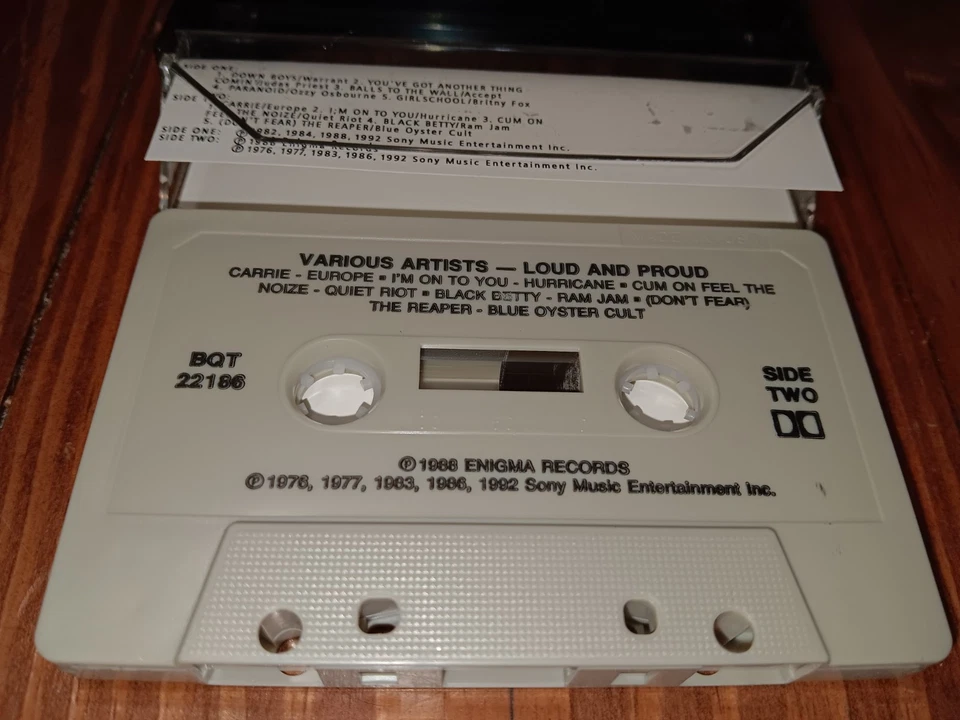 SIDE ONE:
1. DOWN BOYS/Warrant 2. YOU'VE GOT ANOTHER THING
COMIN'/Judas Priest 3. BALLS TO THE WALL/Accept
4. PARANOID/Ozzy Osbourne 5. GIRLSCHOOL/Britny Fox
SIDE TWO:
1. CARRIE/Europe 2. I;M ON TO YOU/Hurricane 3. CUM ON
FEEL THE NOIZE/Quiet Riot 4. BLACK BETTY/Ram Jam
5. (DON'T FEAR) THE REAPER/Blue Oyster Cult
SIDE ONE: ℗ 1982, 1984, 1988, 1992 Sony Music Entertainment Inc.
SIDE TWO: ℗ 1988 Enigma Records
℗ 1976, 1977, 1983, 1986, 1992 Sony Music Entertainment Inc.
VARIOUS ARTISTS — LOUD AND PROUD
CARRIE - EUROPE ▪ I'M ON TO YOU - HURRICANE ▪ CUM ON FEEL THE
NOIZE - QUIET RIOT ▪ BLACK BETTY - RAM JAM ▪ (DON'T FEAR)
THE REAPER - BLUE OYSTER CULT
BQT
22186
SIDE
TWO
℗ 1988 ENIGMA RECORDS
℗ 1976, 1977, 1983, 1986, 1992 Sony Music Entertainment Inc.